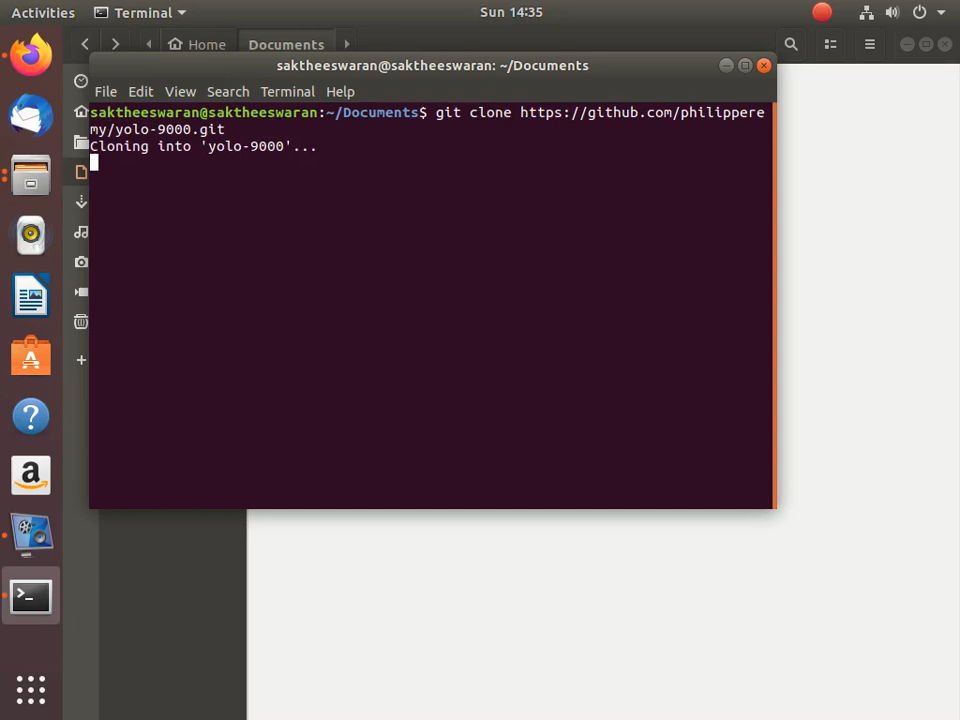 Activities Terminal Sun 14:35
Home Documents
saktheeswaran@saktheeswaran: ~/Documents
File Edit View Search Terminal Help
saktheeswaran@saktheeswaran:~/Documents$ git clone https://github.com/philippere
my/yolo-9000.git
Cloning into 'yolo-9000'...